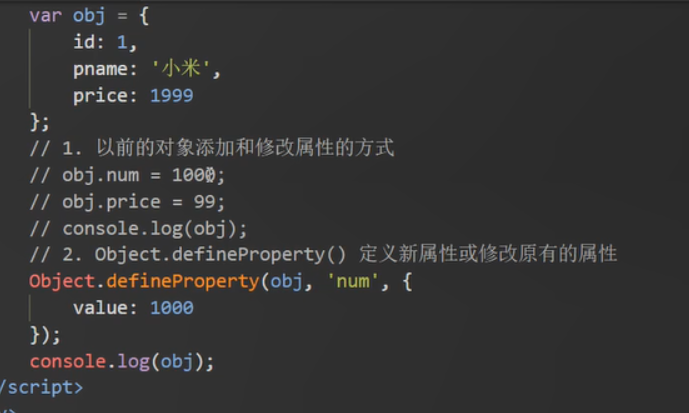 var obj = {
id: 1,
pname: '小米',
price: 1999
};
// 1. 以前的对象添加和修改属性的方式
// obj.num = 1000;
// obj.price = 99;
// console.log(obj);
// 2. Object.defineProperty() 定义新属性或修改原有的属性
Object.defineProperty(obj, 'num', {
value: 1000
});
console.log(obj);
/script>